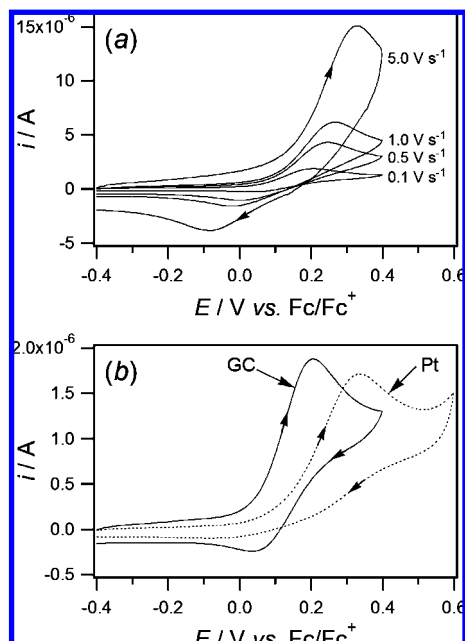 15x10⁻⁶
(a)
5.0 V s⁻¹
10
i / A
5
1.0 V s⁻¹
0.5 V s⁻¹
0
0.1 V s⁻¹
-5
-0.4 -0.2 0.0 0.2 0.4 0.6
E / V vs. Fc/Fc⁺
2.0x10⁻⁶
(b)
GC
Pt
1.5
i / A
1.0
0.5
0.0
-0.5
-0.4 -0.2 0.0 0.2 0.4 0.6
E / V vs. Fc/Fc⁺